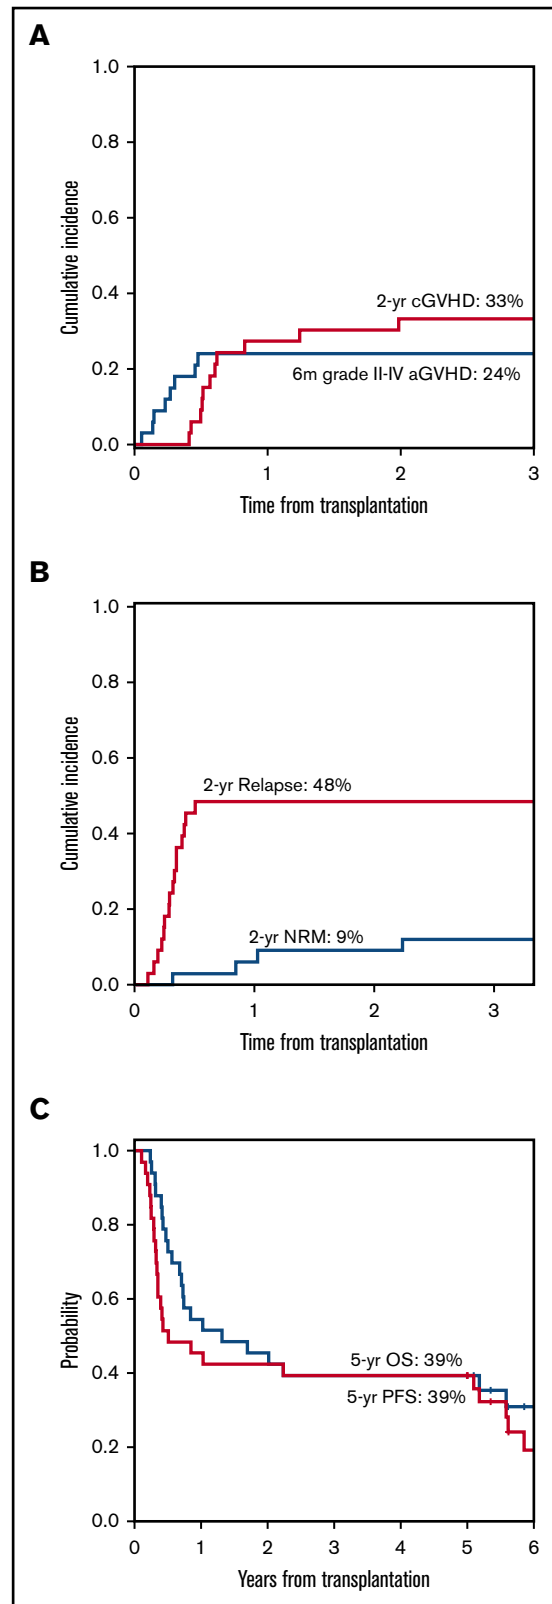 A
1.0
0.8
0.6
0.4
0.2
0.0
Cumulative incidence
2-yr cGVHD: 33%
6m grade II-IV aGVHD: 24%
0 1 2 3
Time from transplantation
B
1.0
0.8
0.6
0.4
0.2
0.0
Cumulative incidence
2-yr Relapse: 48%
2-yr NRM: 9%
0 1 2 3
Time from transplantation
C
1.0
0.8
0.6
0.4
0.2
0.0
Probability
5-yr OS: 39%
5-yr PFS: 39%
0 1 2 3 4 5 6
Years from transplantation